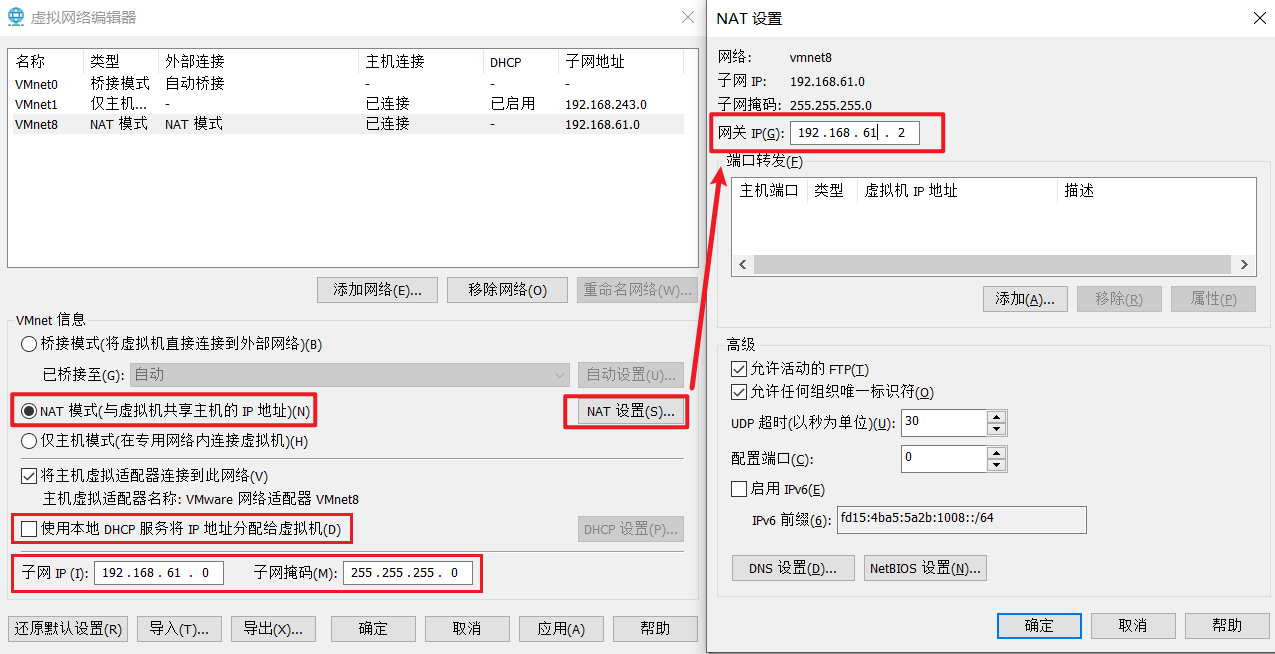 虚拟网络编辑器
名称 类型 外部连接 主机连接 DHCP 子网地址
VMnet0 桥接模式 自动桥接 - - -
VMnet1 仅主机... - 已连接 已启用 192.168.243.0
VMnet8 NAT 模式 NAT 模式 已连接 - 192.168.61.0
添加网络(E)... 移除网络(O) 重命名网络(W)...
VMnet 信息
桥接模式(将虚拟机直接连接到外部网络)(B)
已桥接至(G): 自动 自动设置(U)...
NAT 模式(与虚拟机共享主机的 IP 地址)(N) NAT 设置(S)...
仅主机模式(在专用网络内连接虚拟机)(H)
将主机虚拟适配器连接到此网络(V)
主机虚拟适配器名称: VMware 网络适配器 VMnet8
使用本地 DHCP 服务将 IP 地址分配给虚拟机(D) DHCP 设置(P)...
子网 IP (I): 192 . 168 . 61 . 0 子网掩码(M): 255 . 255 . 255 . 0
还原默认设置(R) 导入(T)... 导出(X)... 确定 取消 应用(A) 帮助
NAT 设置
网络: vmnet8
子网 IP: 192.168.61.0
子网掩码: 255.255.255.0
网关 IP(G): 192 . 168 . 61 . 2
端口转发(F)
主机端口 类型 虚拟机 IP 地址 描述
添加(A)... 移除(R) 属性(P)
高级
允许活动的 FTP(T)
允许任何组织唯一标识符(O)
UDP 超时(以秒为单位)(U): 30
配置端口(C): 0
启用 IPv6(E)
IPv6 前缀(6): fd15:4ba5:5a2b:1008::/64
DNS 设置(D)... NetBIOS 设置(N)...
确定 取消 帮助